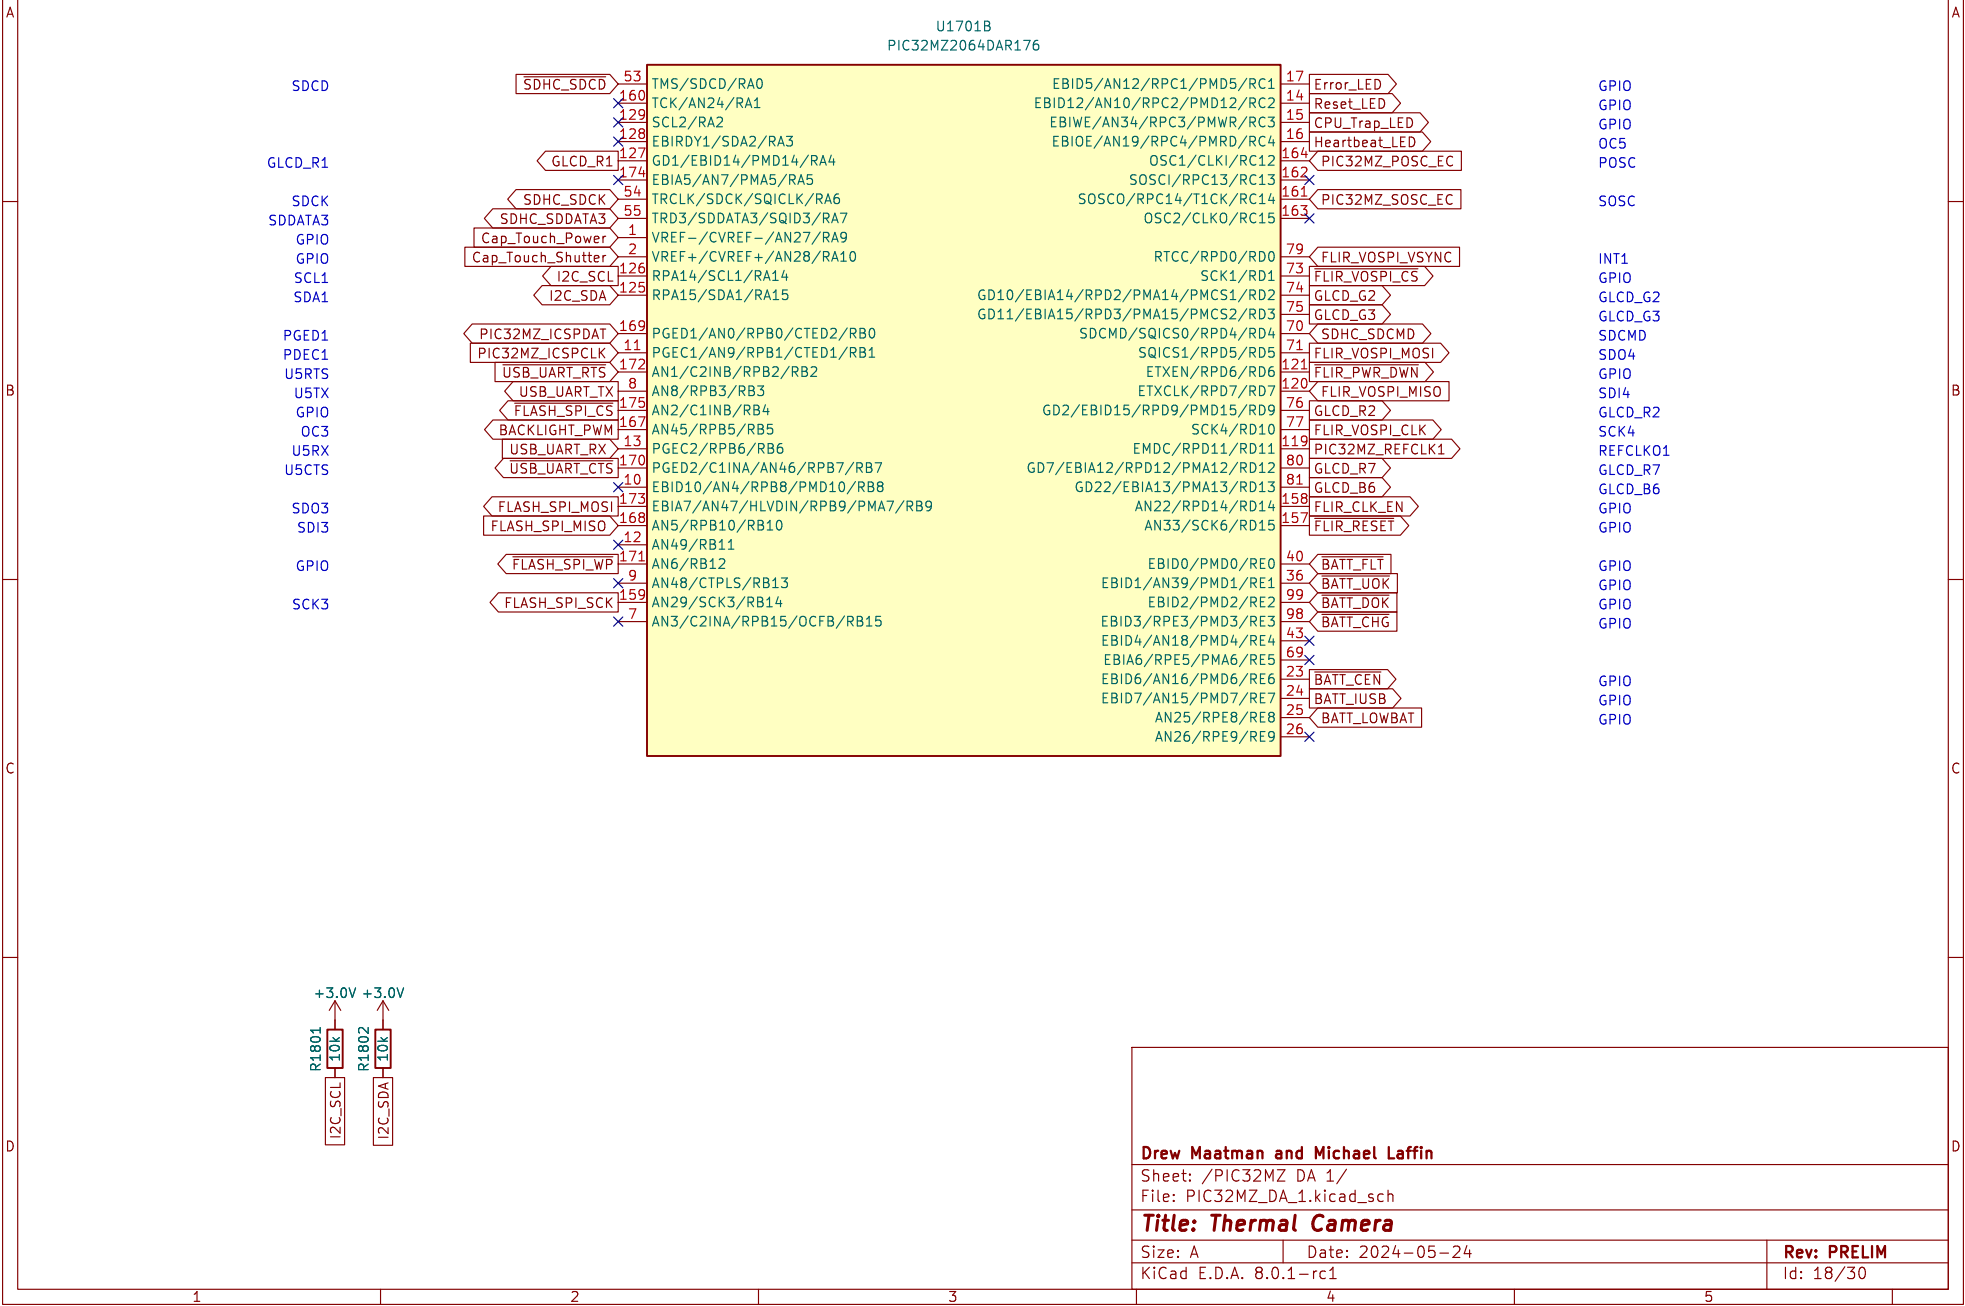 A
A
U1701B
PIC32MZ2064DAR176
SDCD SDHC_SDCD 53 TMS/SDCD/RA0 EBID5/AN12/RPC1/PMD5/RC1 17 Error_LED GPIO
160 TCK/AN24/RA1 EBID12/AN10/RPC2/PMD12/RC2 14 Reset_LED GPIO
129 SCL2/RA2 EBIWE/AN34/RPC3/PMWR/RC3 15 CPU_Trap_LED GPIO
128 EBIRDY1/SDA2/RA3 EBIOE/AN19/RPC4/PMRD/RC4 16 Heartbeat_LED OC5
GLCD_R1 GLCD_R1 127 GD1/EBID14/PMD14/RA4 OSC1/CLKI/RC12 164 PIC32MZ_POSC_EC POSC
174 EBIA5/AN7/PMA5/RA5 SOSCI/RPC13/RC13 162
SDCK SDHC_SDCK 54 TRCLK/SDCK/SQICLK/RA6 SOSCO/RPC14/T1CK/RC14 161 PIC32MZ_SOSC_EC SOSC
SDDATA3 SDHC_SDDATA3 55 TRD3/SDDATA3/SQID3/RA7 OSC2/CLKO/RC15 163
GPIO Cap_Touch_Power 1 VREF-/CVREF-/AN27/RA9
GPIO Cap_Touch_Shutter 2 VREF+/CVREF+/AN28/RA10 RTCC/RPD0/RD0 79 FLIR_VOSPI_VSYNC INT1
SCL1 I2C_SCL 126 RPA14/SCL1/RA14 SCK1/RD1 73 FLIR_VOSPI_CS GPIO
SDA1 I2C_SDA 125 RPA15/SDA1/RA15 GD10/EBIA14/RPD2/PMA14/PMCS1/RD2 74 GLCD_G2 GLCD_G2
GD11/EBIA15/RPD3/PMA15/PMCS2/RD3 75 GLCD_G3 GLCD_G3
PGED1 PIC32MZ_ICSPDAT 169 PGED1/AN0/RPB0/CTED2/RB0 SDCMD/SQICS0/RPD4/RD4 70 SDHC_SDCMD SDCMD
PDEC1 PIC32MZ_ICSPCLK 11 PGEC1/AN9/RPB1/CTED1/RB1 SQICS1/RPD5/RD5 71 FLIR_VOSPI_MOSI SDO4
U5RTS USB_UART_RTS 172 AN1/C2INB/RPB2/RB2 ETXEN/RPD6/RD6 121 FLIR_PWR_DWN GPIO
B U5TX USB_UART_TX 8 AN8/RPB3/RB3 ETXCLK/RPD7/RD7 120 FLIR_VOSPI_MISO SDI4 B
GPIO FLASH_SPI_CS 175 AN2/C1INB/RB4 GD2/EBID15/RPD9/PMD15/RD9 76 GLCD_R2 GLCD_R2
OC3 BACKLIGHT_PWM 167 AN45/RPB5/RB5 SCK4/RD10 77 FLIR_VOSPI_CLK SCK4
U5RX USB_UART_RX 13 PGEC2/RPB6/RB6 EMDC/RPD11/RD11 119 PIC32MZ_REFCLK1 REFCLKO1
U5CTS USB_UART_CTS 170 PGED2/C1INA/AN46/RPB7/RB7 GD7/EBIA12/RPD12/PMA12/RD12 80 GLCD_R7 GLCD_R7
10 EBID10/AN4/RPB8/PMD10/RB8 GD22/EBIA13/PMA13/RD13 81 GLCD_B6 GLCD_B6
SDO3 FLASH_SPI_MOSI 173 EBIA7/AN47/HLVDIN/RPB9/PMA7/RB9 AN22/RPD14/RD14 158 FLIR_CLK_EN GPIO
SDI3 FLASH_SPI_MISO 168 AN5/RPB10/RB10 AN33/SCK6/RD15 157 FLIR_RESET GPIO
12 AN49/RB11
GPIO FLASH_SPI_WP 171 AN6/RB12 EBID0/PMD0/RE0 40 BATT_FLT GPIO
9 AN48/CTPLS/RB13 EBID1/AN39/PMD1/RE1 36 BATT_UOK GPIO
SCK3 FLASH_SPI_SCK 159 AN29/SCK3/RB14 EBID2/PMD2/RE2 99 BATT_DOK GPIO
7 AN3/C2INA/RPB15/OCFB/RB15 EBID3/RPE3/PMD3/RE3 98 BATT_CHG GPIO
EBID4/AN18/PMD4/RE4 43
EBIA6/RPE5/PMA6/RE5 69
EBID6/AN16/PMD6/RE6 23 BATT_CEN GPIO
EBID7/AN15/PMD7/RE7 24 BATT_IUSB GPIO
AN25/RPE8/RE8 25 BATT_LOWBAT GPIO
AN26/RPE9/RE9 26
C
C
+3.0V +3.0V
R1801 10k R1802 10k
I2C_SCL I2C_SDA
D
D
Drew Maatman and Michael Laffin
Sheet: /PIC32MZ DA 1/
File: PIC32MZ_DA_1.kicad_sch
Title: Thermal Camera
Size: A Date: 2024-05-24 Rev: PRELIM
KiCad E.D.A. 8.0.1-rc1 Id: 18/30
1 2 3 4 5